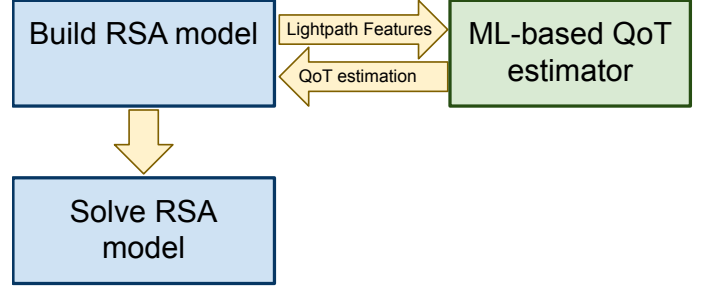 Build RSA model
Lightpath Features
QoT estimation
ML-based QoT
estimator
Solve RSA
model